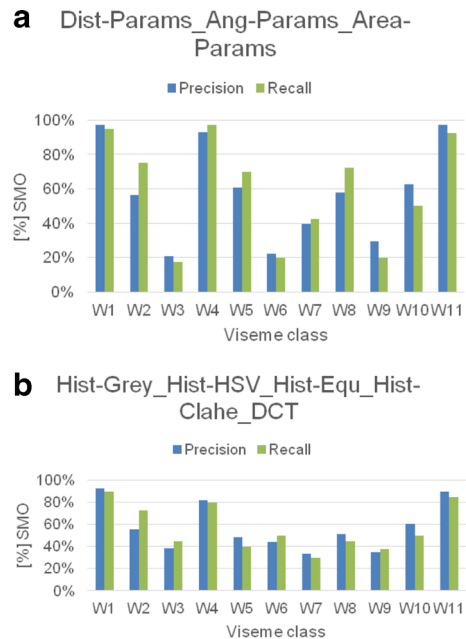 a
Dist-Params_Ang-Params_Area-
Params
Precision Recall
100%
80%
60%
40%
20%
0%
[%] SMO
W1 W2 W3 W4 W5 W6 W7 W8 W9 W10 W11
Viseme class
b
Hist-Grey_Hist-HSV_Hist-Equ_Hist-
Clahe_DCT
Precision Recall
100%
80%
60%
40%
20%
0%
[%] SMO
W1 W2 W3 W4 W5 W6 W7 W8 W9 W10 W11
Viseme class